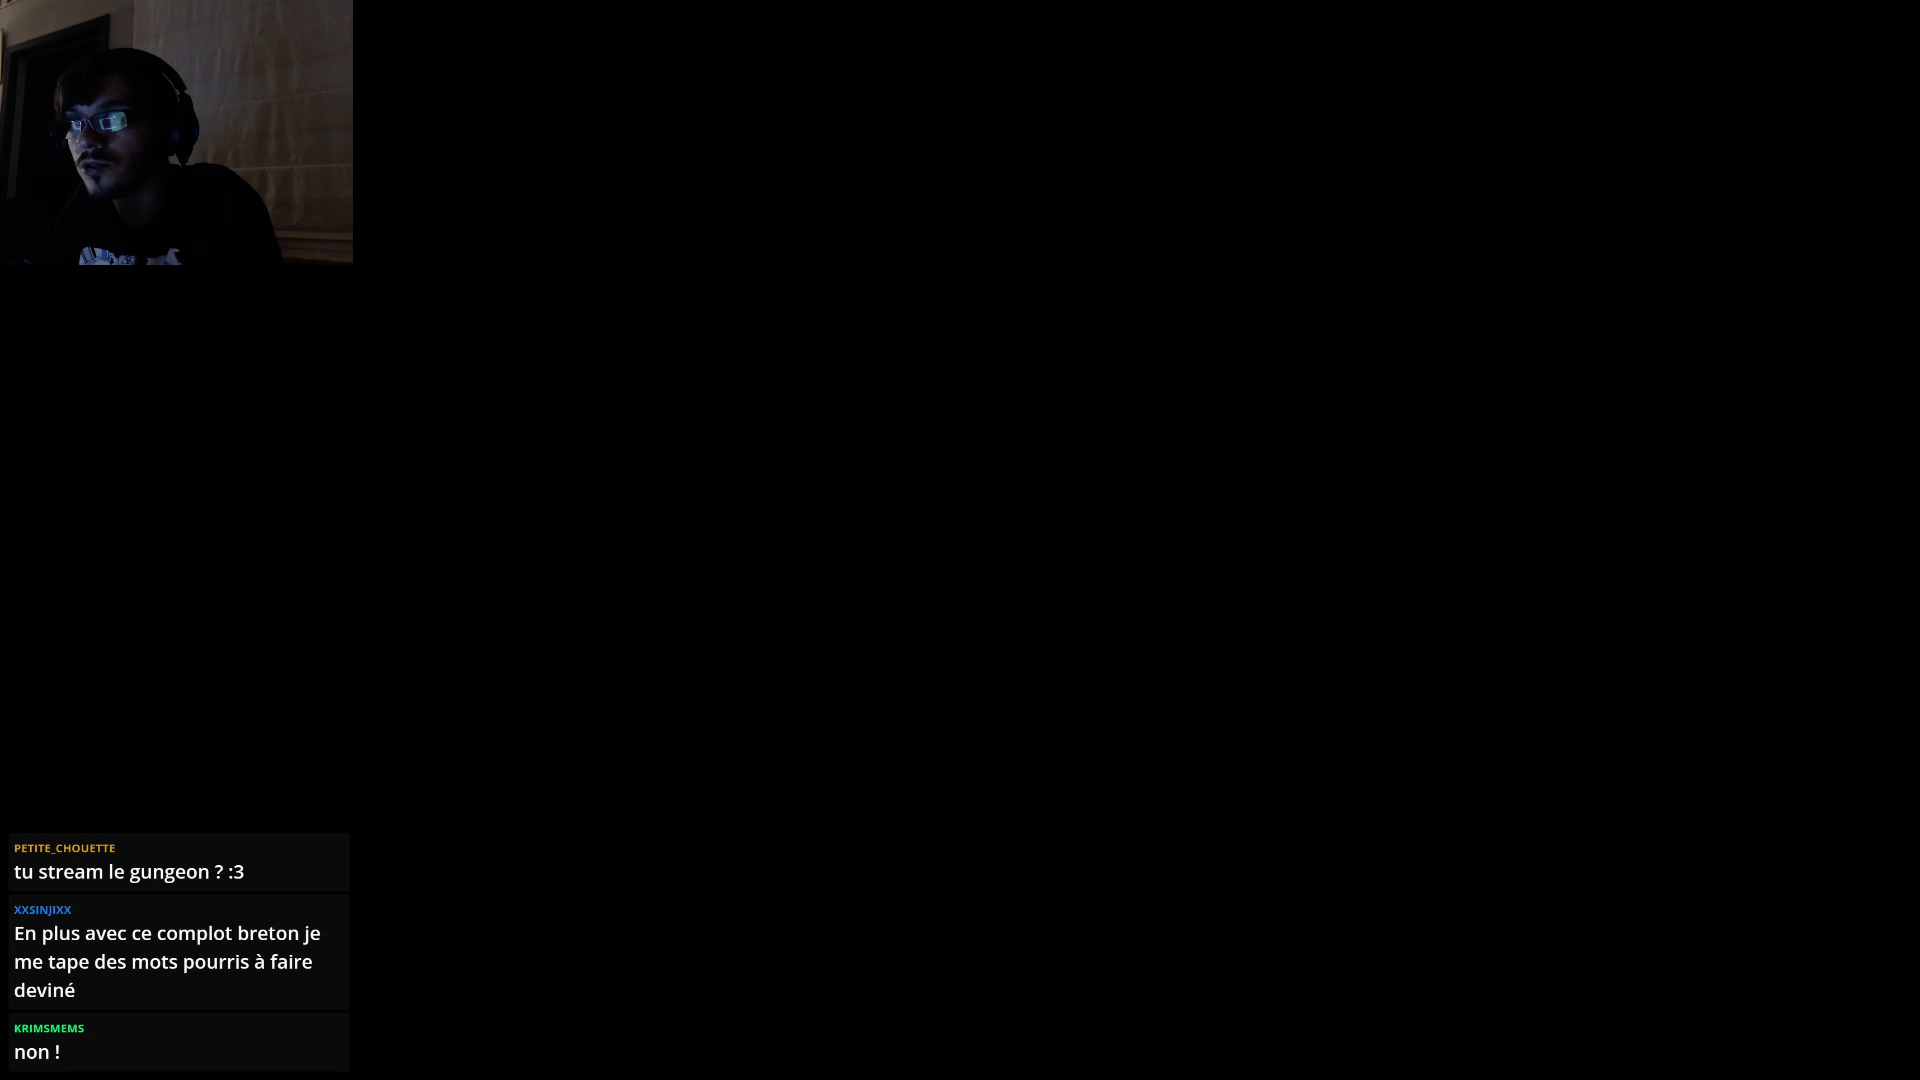 PETITE_CHOUETTE
tu stream le gungeon ? :3
XXSINJIXX
En plus avec ce complot breton je
me tape des mots pourris à faire
deviné
KRIMSMEMS
non !